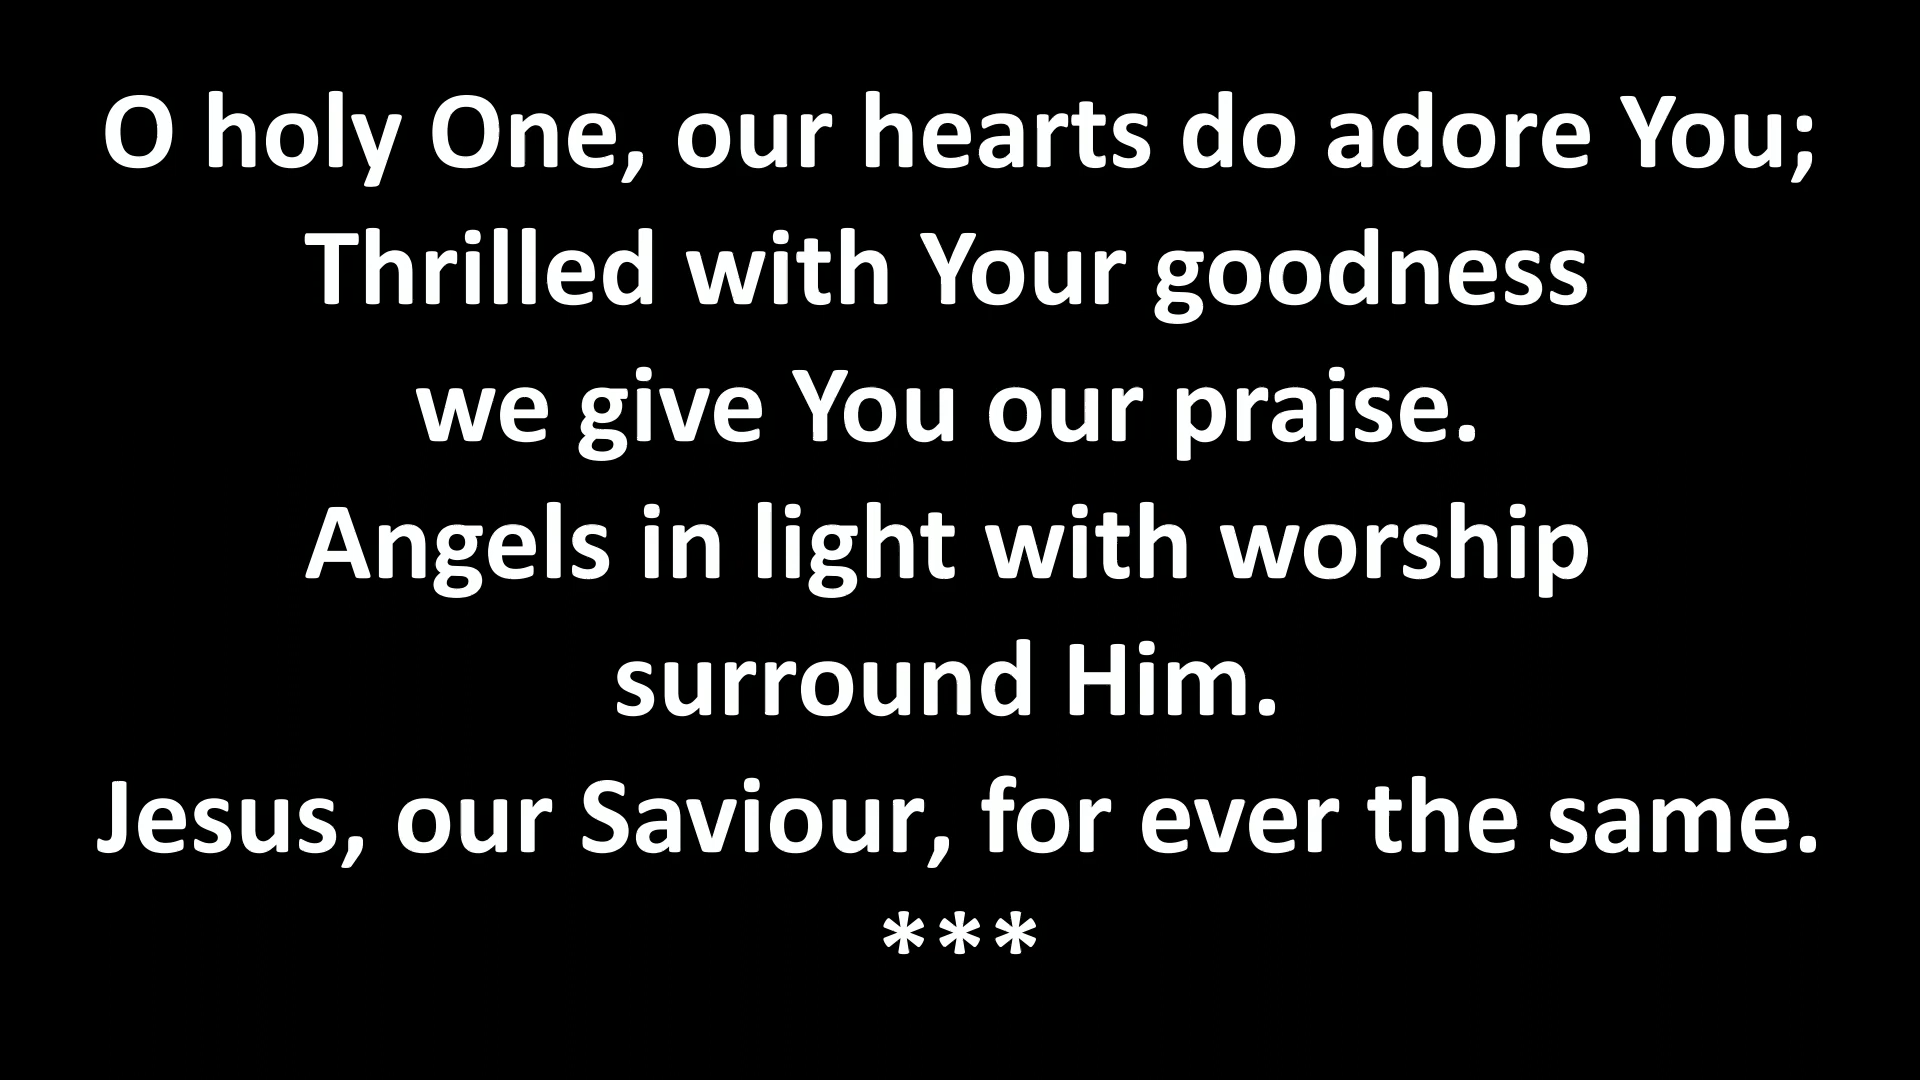 O holy One, our hearts do adore You;
Thrilled with Your goodness
we give You our praise.
Angels in light with worship
surround Him.
Jesus, our Saviour, for ever the same.
***